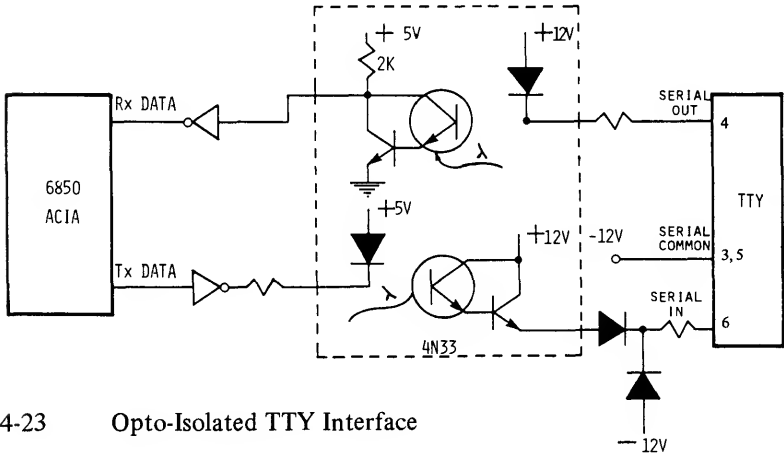 + 5V
+12V
2K
Rx DATA
SERIAL
OUT
4
λ
6850
ACIA
TTY
+5V
+12V
-12V
SERIAL
COMMON
3,5
Tx DATA
λ
SERIAL
IN
6
4N33
4-23 Opto-Isolated TTY Interface
- 12V